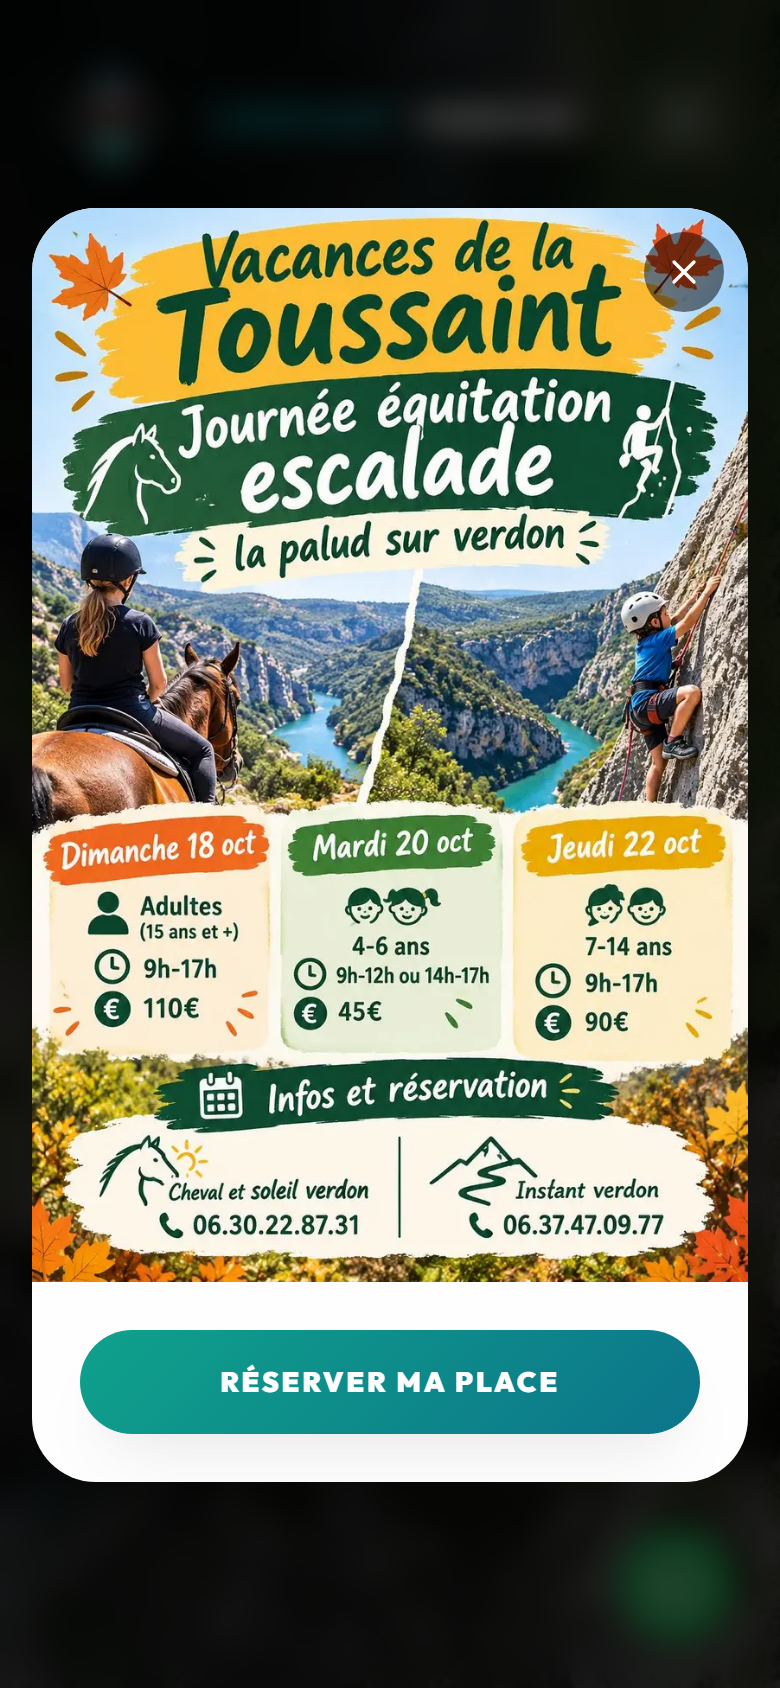 Vacances de la
Toussaint
Journée équitation
escalade
la palud sur verdon
Dimanche 18 oct
Adultes
(15 ans et +)
9h-17h
€ 110€
Mardi 20 oct
4-6 ans
9h-12h ou 14h-17h
€ 45€
Jeudi 22 oct
7-14 ans
9h-17h
€ 90€
Infos et réservation
Cheval et soleil verdon
06.30.22.87.31
Instant verdon
06.37.47.09.77
RÉSERVER MA PLACE